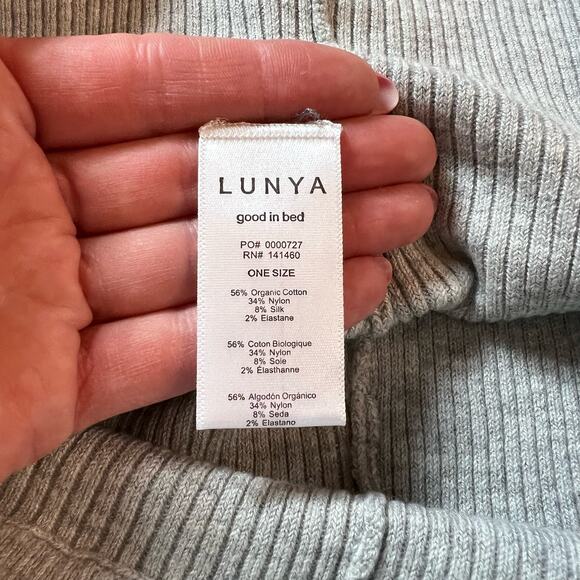 LUNYA
good in bed
PO# 0000727
RN# 141460
ONE SIZE
56% Organic Cotton
34% Nylon
8% Silk
2% Elastane
56% Coton Biologique
34% Nylon
8% Soie
2% Élasthanne
56% Algodón Orgánico
34% Nylon
8% Seda
2% Elastano